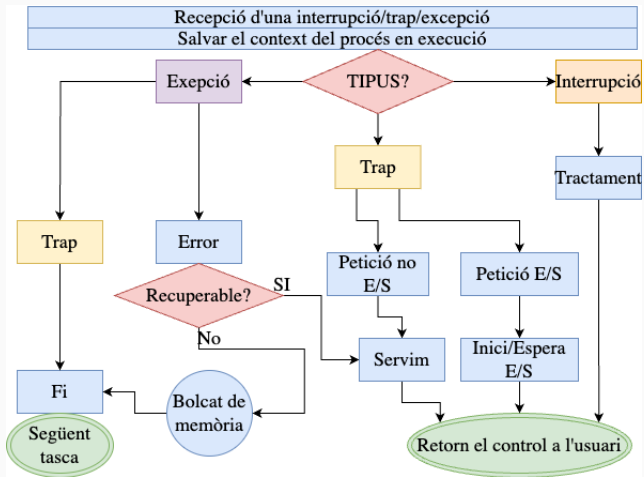 Recepció d'una interrupció/trap/excepció
Salvar el context del procés en execució
Exepció
TIPUS?
Interrupció
Trap
Tractament
Trap
Error
Petició no
E/S
Petició E/S
Recuperable?
SI
No
Servim
Inici/Espera
E/S
Fi
Bolcat de
memòria
Següent
tasca
Retorn el control a l'usuari